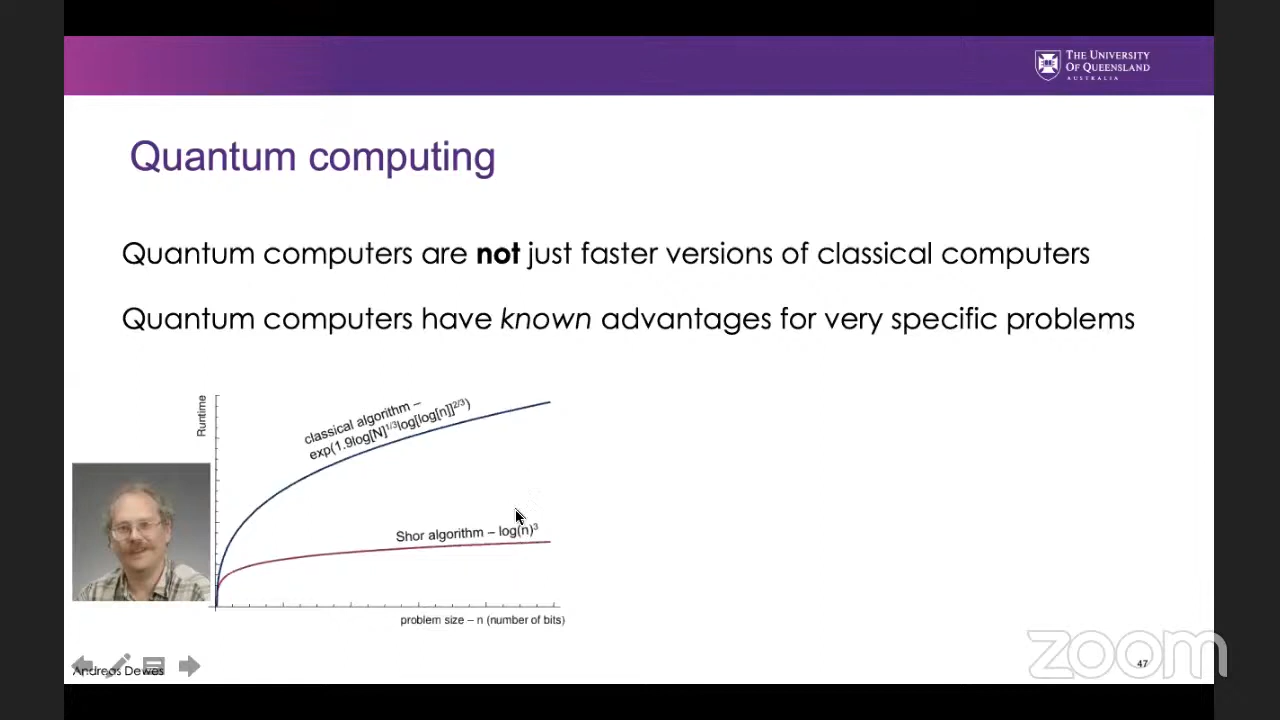 THE UNIVERSITY
OF QUEENSLAND
AUSTRALIA
Quantum computing
Quantum computers are not just faster versions of classical computers
Quantum computers have known advantages for very specific problems
Runtime
classical algorithm –
exp(1.9log[N]^1/3log[log[n]]^2/3)
Shor algorithm – log(n)³
problem size – n (number of bits)
Andreas Dewes
zoom
47